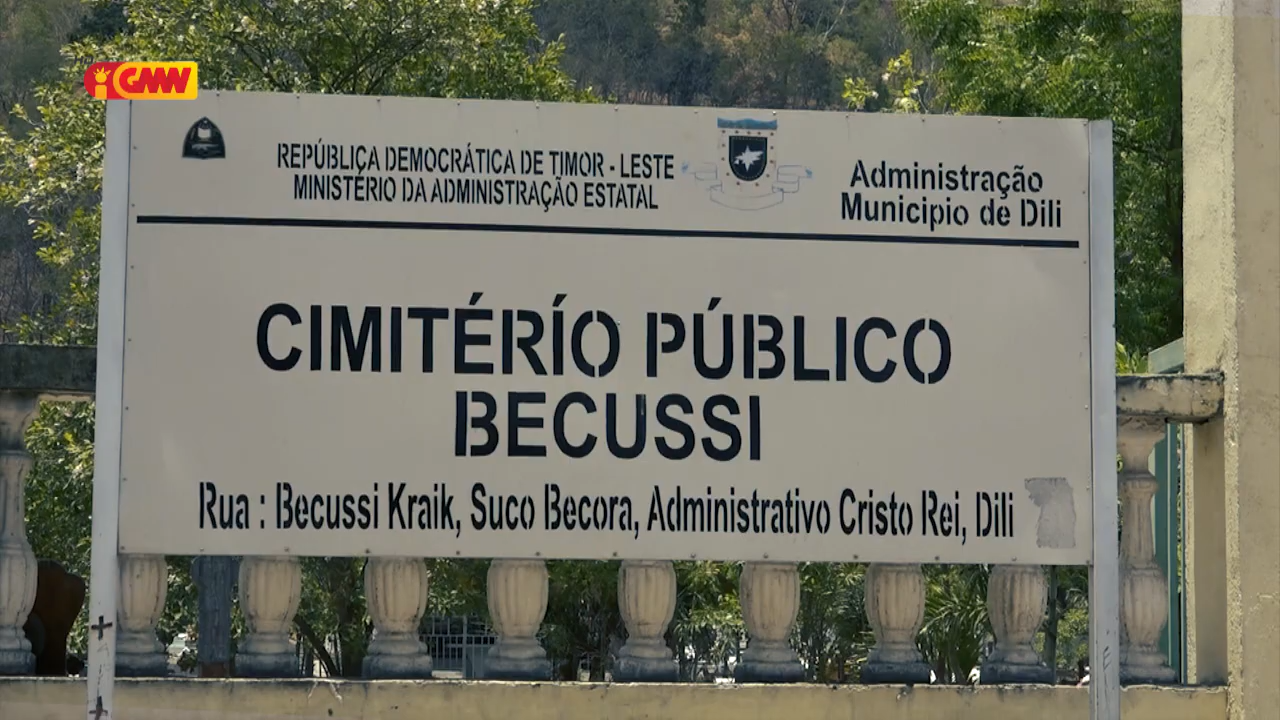 GMN
REPÚBLIÇA DEMOCRÁTICA DE TIMOR - LESTE
MINISTÉRIO DA ADMINISTRAÇÃO ESTATAL
Administração
Municipio de Dili
CIMITÉRÍO PÚBLICO
BECUSSI
Rua : Becussi Kraik, Suco Becora, Administrativo Cristo Rei, Dili